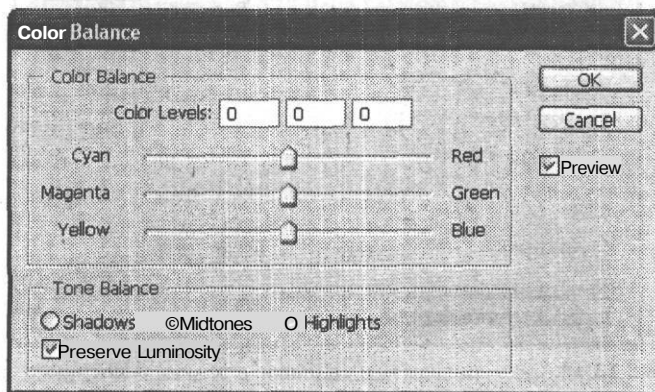 Color Balance
Color Balance
OK
Color Levels: 0 0 0
Cancel
Cyan Red
Preview
Magenta Green
Yellow Blue
Tone Balance
Shadows ©Midtones O Highlights
Preserve Luminosity